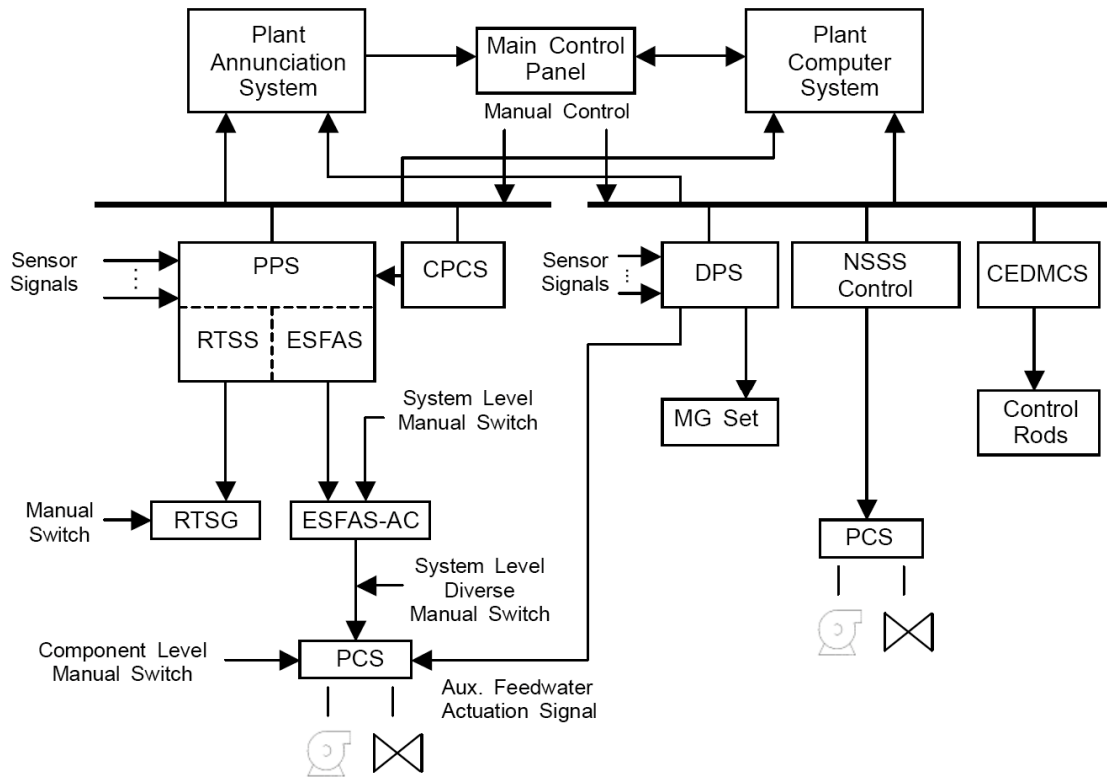 Plant
Annunciation
System
Main Control
Panel
Plant
Computer
System
Manual Control
Sensor
Signals
PPS
CPCS
Sensor
Signals
DPS
NSSS
Control
CEDMCS
RTSS
ESFAS
System Level
Manual Switch
MG Set
Control
Rods
Manual
Switch
RTSG
ESFAS-AC
PCS
System Level
Diverse
Manual Switch
Component Level
Manual Switch
PCS
Aux. Feedwater
Actuation Signal